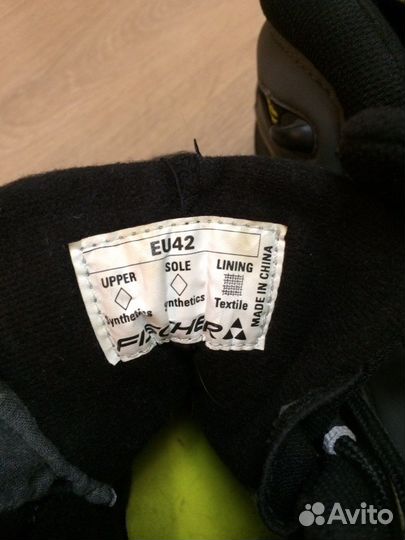 EU42
UPPER SOLE LINING
Synthetics Synthetics Textile
FISCHER
MADE IN CHINA
Avito